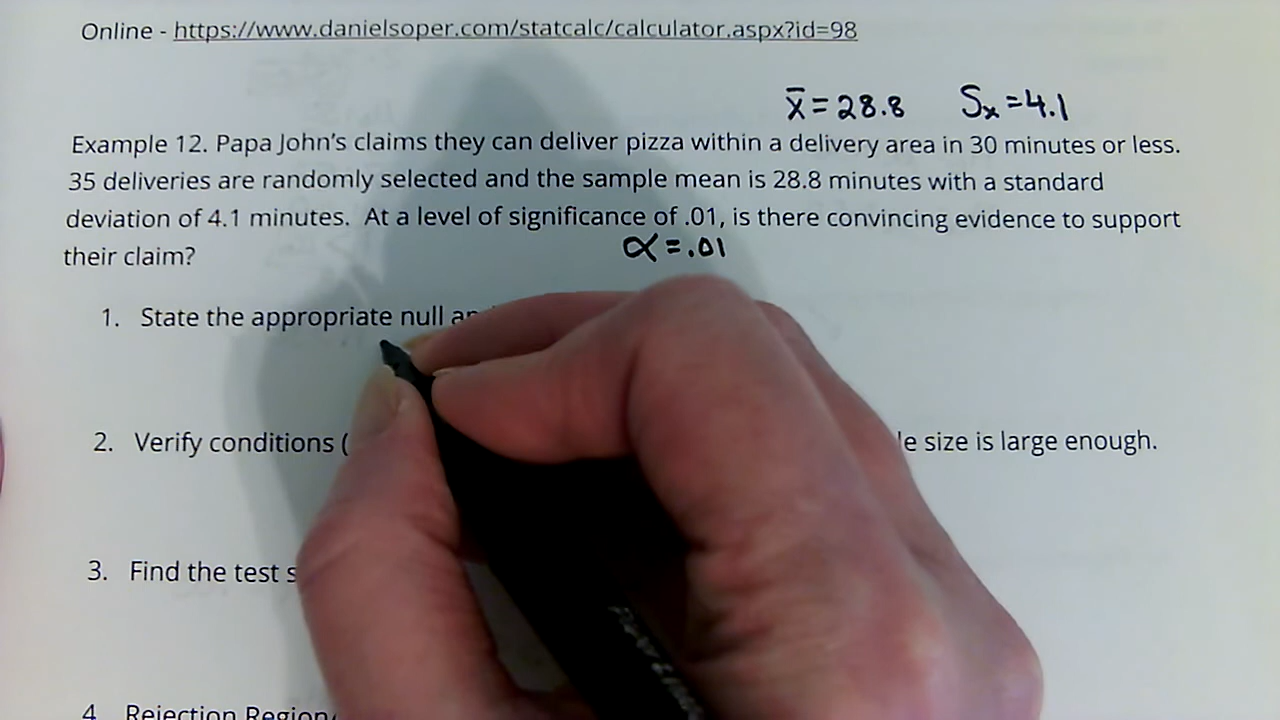 Online - https://www.danielsoper.com/statcalc/calculator.aspx?id=98
x̄ = 28.8 Sx = 4.1
Example 12. Papa John's claims they can deliver pizza within a delivery area in 30 minutes or less.
35 deliveries are randomly selected and the sample mean is 28.8 minutes with a standard
deviation of 4.1 minutes. At a level of significance of .01, is there convincing evidence to support
their claim?
α = .01
1. State the appropriate null
2. Verify conditions ( size is large enough.
3. Find the test
4. Rejection Region